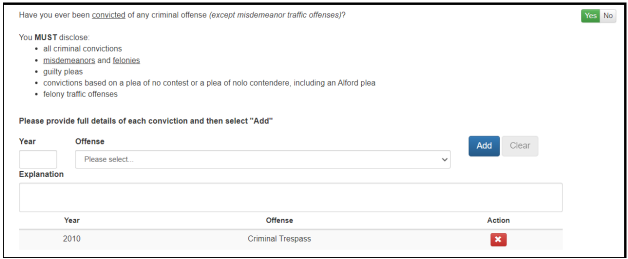 Have you ever been convicted of any criminal offense (except misdemeanor traffic offenses)?
Yes No
You MUST disclose:
• all criminal convictions
• misdemeanors and felonies
• guilty pleas
• convictions based on a plea of no contest or a plea of nolo contendere, including an Alford plea
• felony traffic offenses
Please provide full details of each conviction and then select "Add"
Year Offense
Please select... Add Clear
Explanation
Year Offense Action
2010 Criminal Trespass